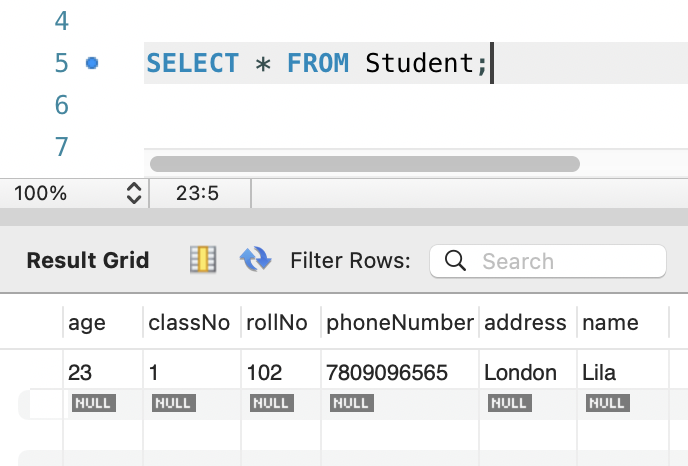 4
5 SELECT * FROM Student;
6
7
100% 23:5
Result Grid Filter Rows: Search
age classNo rollNo phoneNumber address name
23 1 102 7809096565 London Lila
NULL NULL NULL NULL NULL NULL